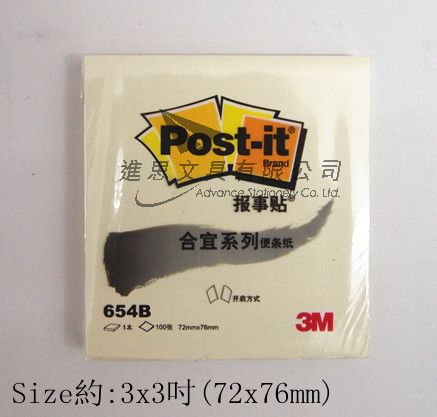 Post-it®
Brand
進思文具有限公司
Advance Stationery Co. Ltd.
报事贴®
合宜系列便条纸
开启方式
654B
1本 100张 72mmx76mm
3M
Size約:3x3吋(72x76mm)